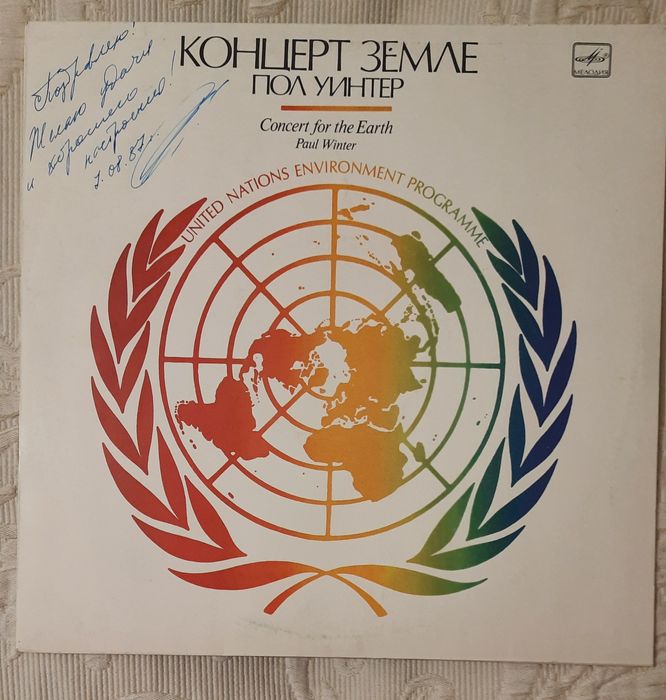 Поздравляю!
Желаю удачи
и хорошего
настроения!
7.08.87г.
КОНЦЕРТ ЗЕМЛЕ
ПОЛ УИНТЕР
Concert for the Earth
Paul Winter
МЕЛОДИЯ
UNITED NATIONS ENVIRONMENT PROGRAMME